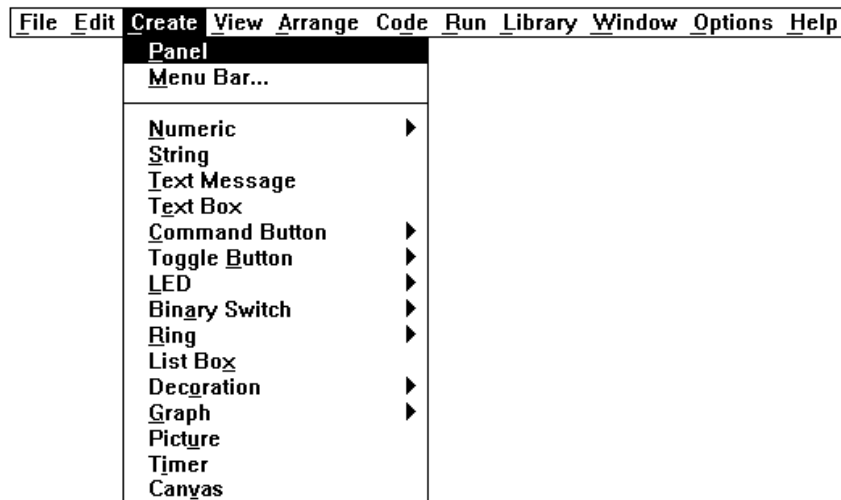 File Edit Create View Arrange Code Run Library Window Options Help
Panel
Menu Bar...
Numeric
String
Text Message
Text Box
Command Button
Toggle Button
LED
Binary Switch
Ring
List Box
Decoration
Graph
Picture
Timer
Canvas